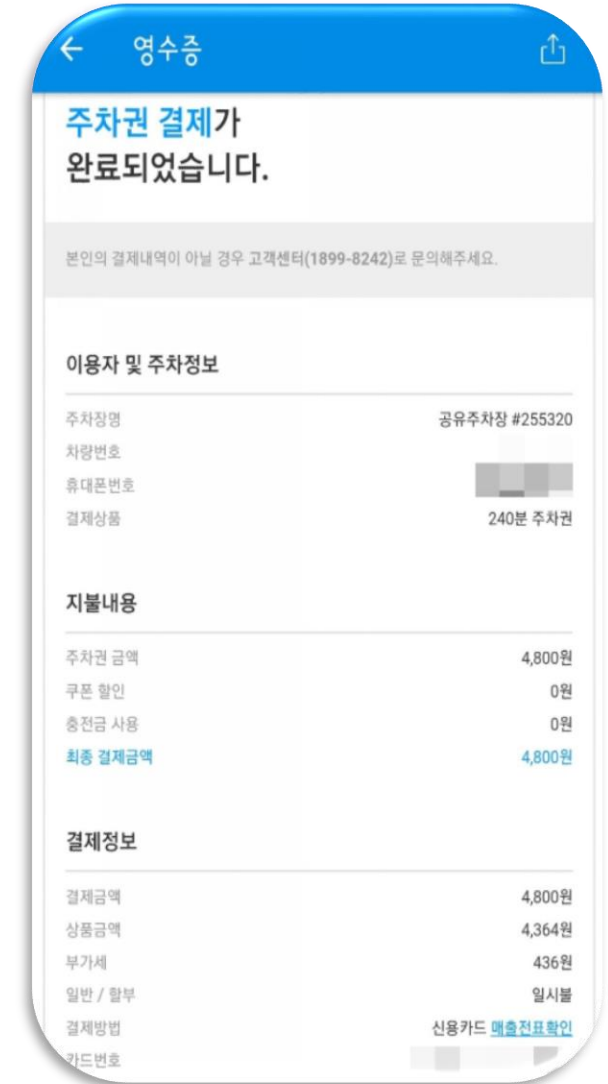 영수증
주차권 결제가
완료되었습니다.
본인의 결제내역이 아닐 경우 고객센터(1899-8242)로 문의해주세요.
이용자 및 주차정보
주차장명 공유주차장 #255320
차량번호
휴대폰번호
결제상품 240분 주차권
지불내용
주차권 금액 4,800원
쿠폰 할인 0원
충전금 사용 0원
최종 결제금액 4,800원
결제정보
결제금액 4,800원
상품금액 4,364원
부가세 436원
일반 / 할부 일시불
결제방법 신용카드 매출전표확인
카드번호